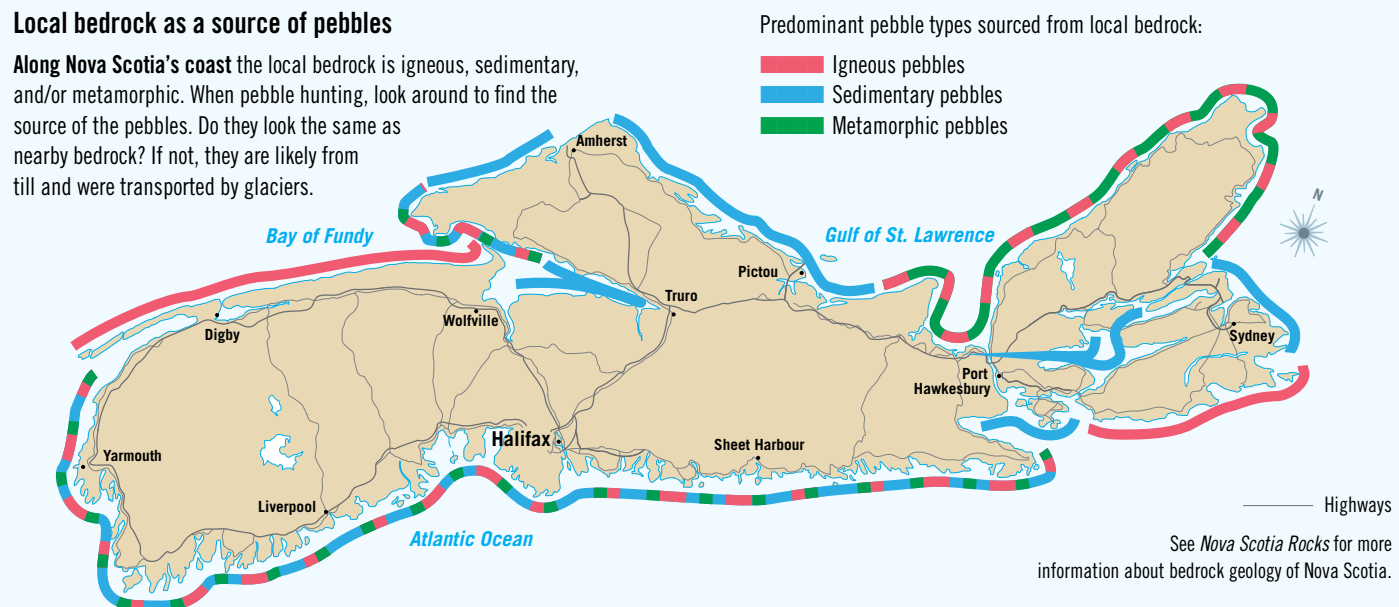 Local bedrock as a source of pebbles
Along Nova Scotia's coast the local bedrock is igneous, sedimentary,
and/or metamorphic. When pebble hunting, look around to find the
source of the pebbles. Do they look the same as
nearby bedrock? If not, they are likely from
till and were transported by glaciers.
Predominant pebble types sourced from local bedrock:
Igneous pebbles
Sedimentary pebbles
Metamorphic pebbles
Amherst
N
Bay of Fundy
Gulf of St. Lawrence
Pictou
Truro
Digby
Wolfville
Sydney
Port
Hawkesbury
Halifax
Sheet Harbour
Yarmouth
Liverpool
Atlantic Ocean
Highways
See Nova Scotia Rocks for more
information about bedrock geology of Nova Scotia.